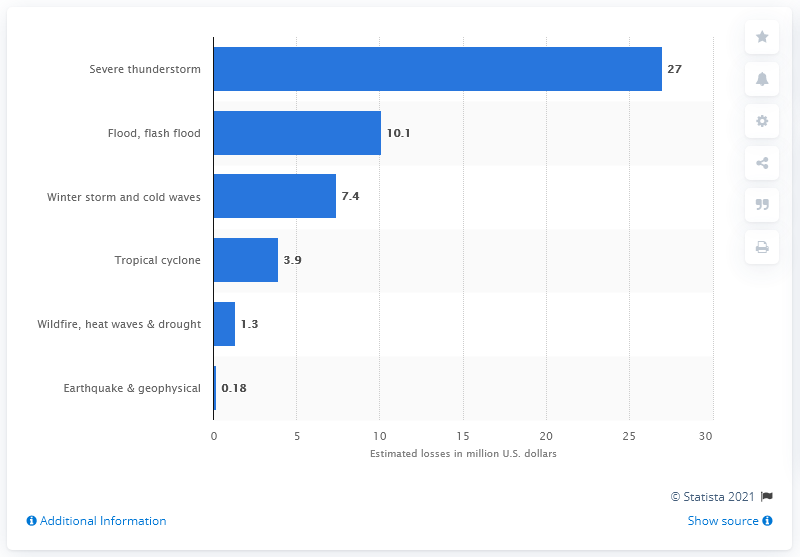 Severe thunderstorm 27
Flood, flash flood 10.1
Winter storm and cold waves 7.4
Tropical cyclone 3.9
Wildfire, heat waves & drought 1.3
Earthquake & geophysical 0.18
0 5 10 15 20 25 30
Estimated losses in million U.S. dollars
© Statista 2021
Additional Information
Show source